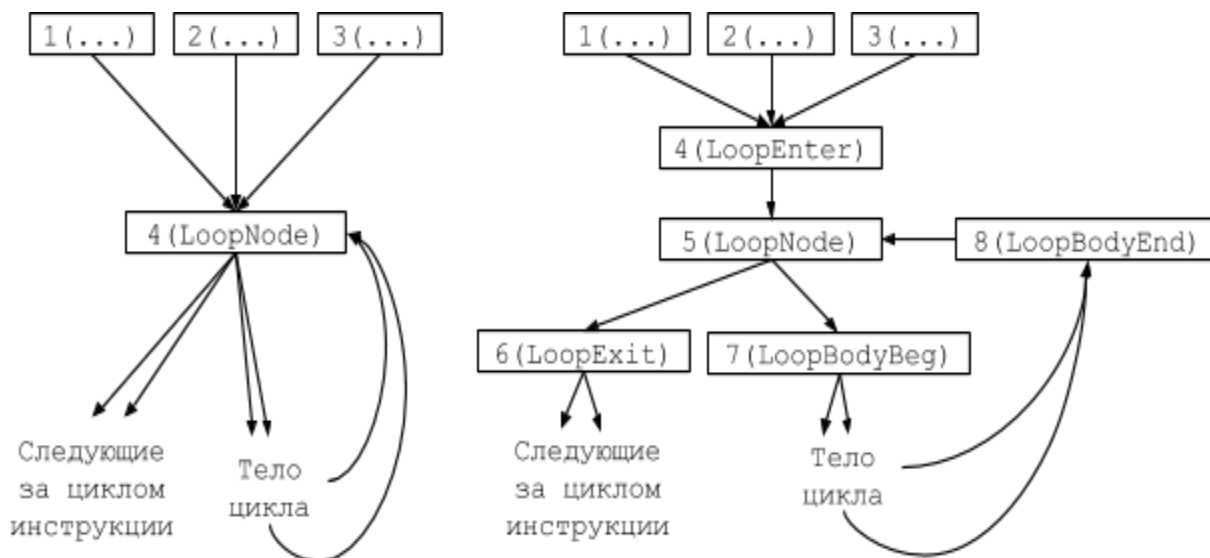 1(...) 2(...) 3(...)
4(LoopNode)
Следующие
за циклом
инструкции
Тело
цикла
1(...) 2(...) 3(...)
4(LoopEnter)
5(LoopNode)
8(LoopBodyEnd)
6(LoopExit)
7(LoopBodyBeg)
Следующие
за циклом
инструкции
Тело
цикла